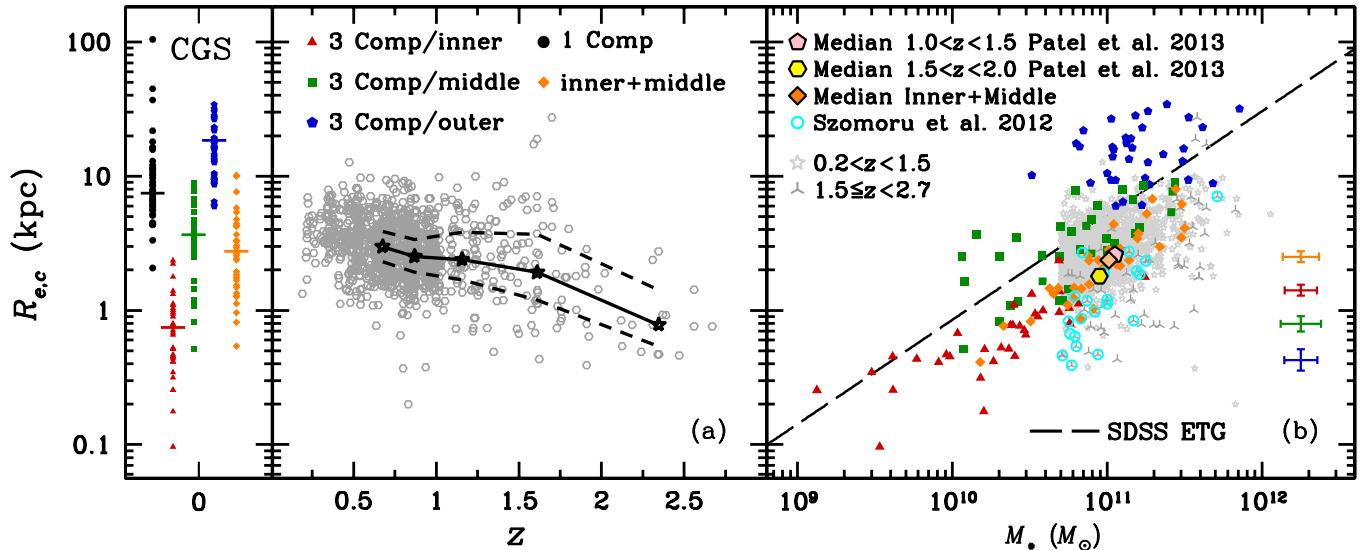 CGS
3 Comp/inner
1 Comp
3 Comp/middle
inner+middle
3 Comp/outer
Median 1.0<z<1.5 Patel et al. 2013
Median 1.5<z<2.0 Patel et al. 2013
Median Inner+Middle
Szomoru et al. 2012
0.2<z<1.5
1.5≤z<2.7
100
10
1
0.1
R_{e,c} (kpc)
(a)
SDSS ETG
(b)
0
0.5
1
1.5
2
2.5
10^9
10^10
10^11
10^12
z
M_* (M_⊙)